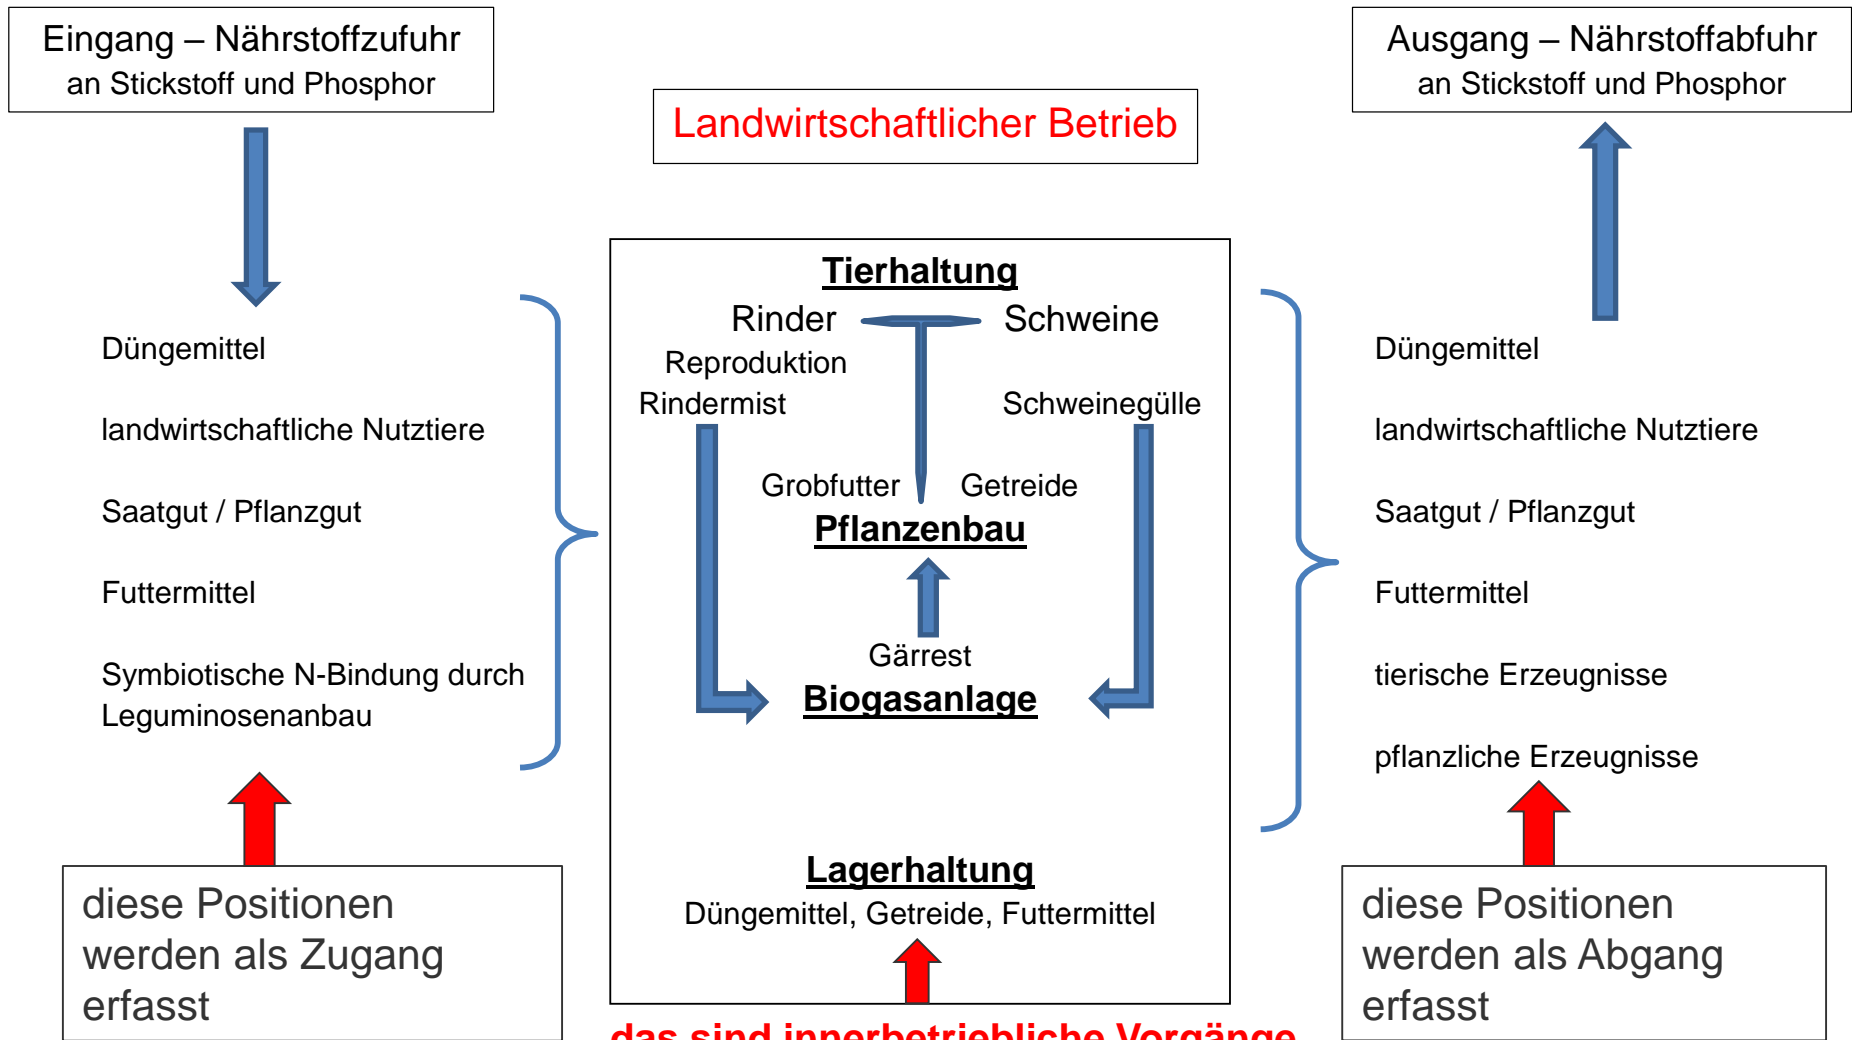 Eingang – Nährstoffzufuhr
an Stickstoff und Phosphor
Landwirtschaftlicher Betrieb
Ausgang – Nährstoffabfuhr
an Stickstoff und Phosphor
Düngemittel
landwirtschaftliche Nutztiere
Saatgut / Pflanzgut
Futtermittel
Symbiotische N-Bindung durch
Leguminosenanbau
diese Positionen
werden als Zugang
erfasst
Tierhaltung
Rinder Schweine
Reproduktion
Rindermist Schweinegülle
Grobfutter Getreide
Pflanzenbau
Gärrest
Biogasanlage
Lagerhaltung
Düngemittel, Getreide, Futtermittel
das sind innerbetriebliche Vorgänge
Düngemittel
landwirtschaftliche Nutztiere
Saatgut / Pflanzgut
Futtermittel
tierische Erzeugnisse
pflanzliche Erzeugnisse
diese Positionen
werden als Abgang
erfasst